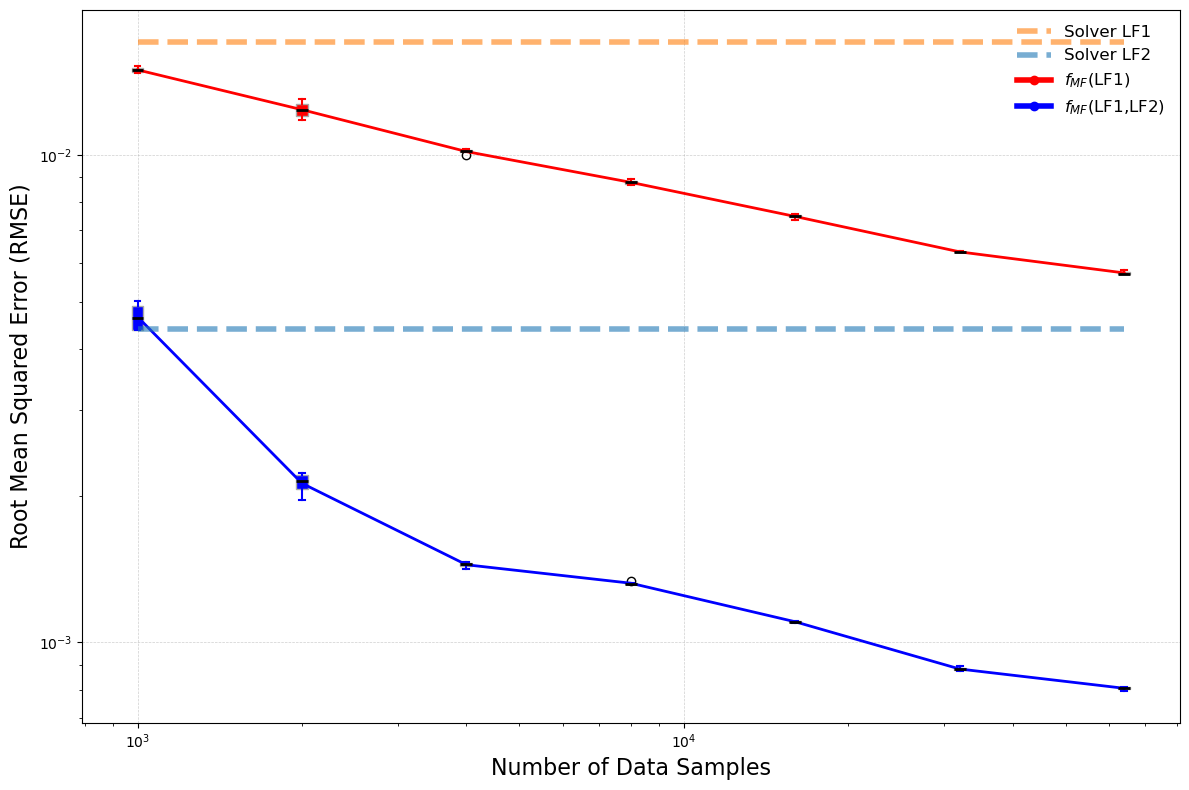 Solver LF1
Solver LF2
f_{MF}(LF1)
f_{MF}(LF1,LF2)
Root Mean Squared Error (RMSE)
10^{-2}
10^{-3}
10^{3}
10^{4}
Number of Data Samples